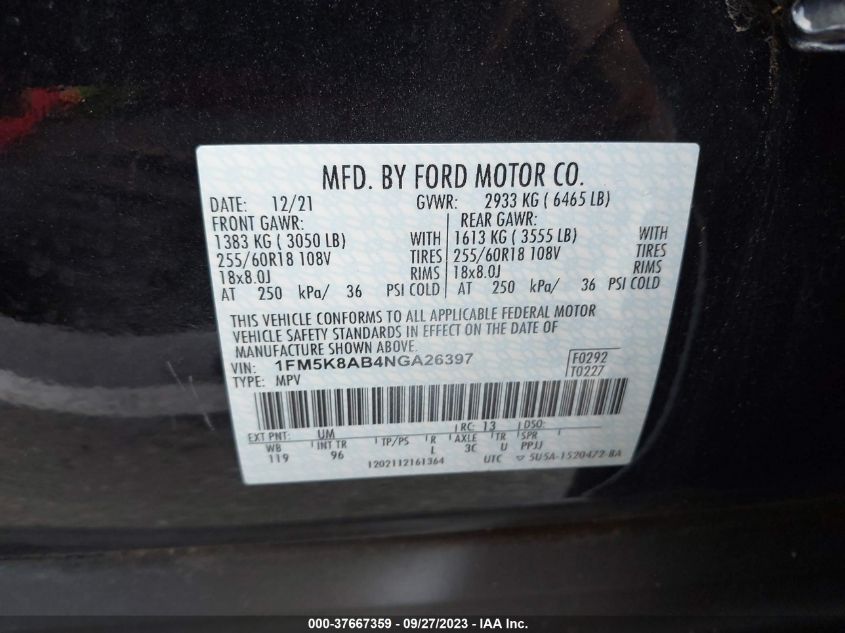 MFD. BY FORD MOTOR CO.
DATE: 12/21 GVWR: 2933 KG ( 6465 LB)
FRONT GAWR: REAR GAWR:
1383 KG ( 3050 LB) WITH 1613 KG ( 3555 LB) WITH
255/60R18 108V TIRES 255/60R18 108V TIRES
18x8.0J RIMS 18x8.0J RIMS
AT 250 kPa/ 36 PSI COLD AT 250 kPa/ 36 PSI COLD
THIS VEHICLE CONFORMS TO ALL APPLICABLE FEDERAL MOTOR
VEHICLE SAFETY STANDARDS IN EFFECT ON THE DATE OF
MANUFACTURE SHOWN ABOVE.
VIN: 1FM5K8AB4NGA26397 F0292
TYPE: MPV T0227
EXT PNT: UM RC: 13 DSO:
WB INT TR TP/PS R AXLE TR SPR
119 96 L 3C U PPJJ
1202112161364 UTC ▽ 5U5A-1520472-BA
000-37667359 - 09/27/2023 - IAA Inc.